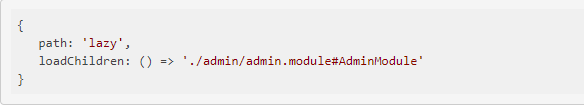 {
path: 'lazy',
loadChildren: () => './admin/admin.module#AdminModule'
}